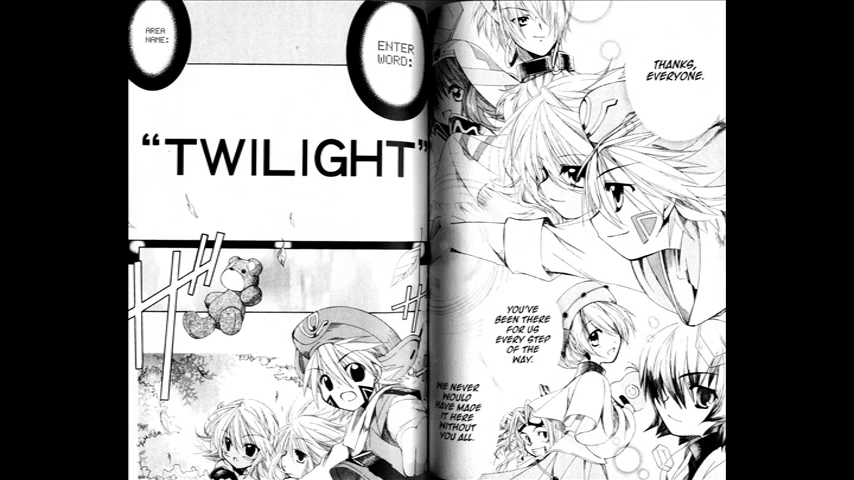 AREA
NAME:
ENTER
WORD:
"TWILIGHT"
THANKS,
EVERYONE.
YOU'VE
BEEN THERE
FOR US
EVERY STEP
OF THE
WAY.
WE NEVER
WOULD
HAVE MADE
IT HERE
WITHOUT
YOU ALL.